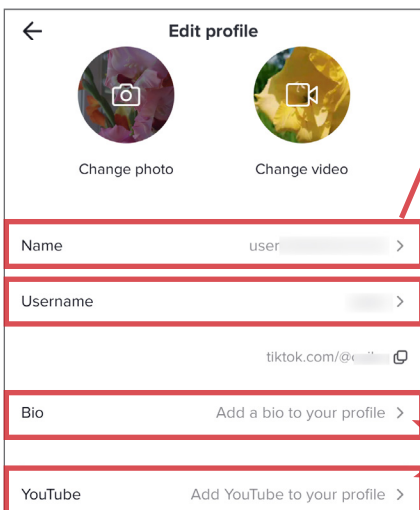 Edit profile
Change photo Change video
Name user
Username
tiktok.com/@
Bio Add a bio to your profile
YouTube Add YouTube to your profile